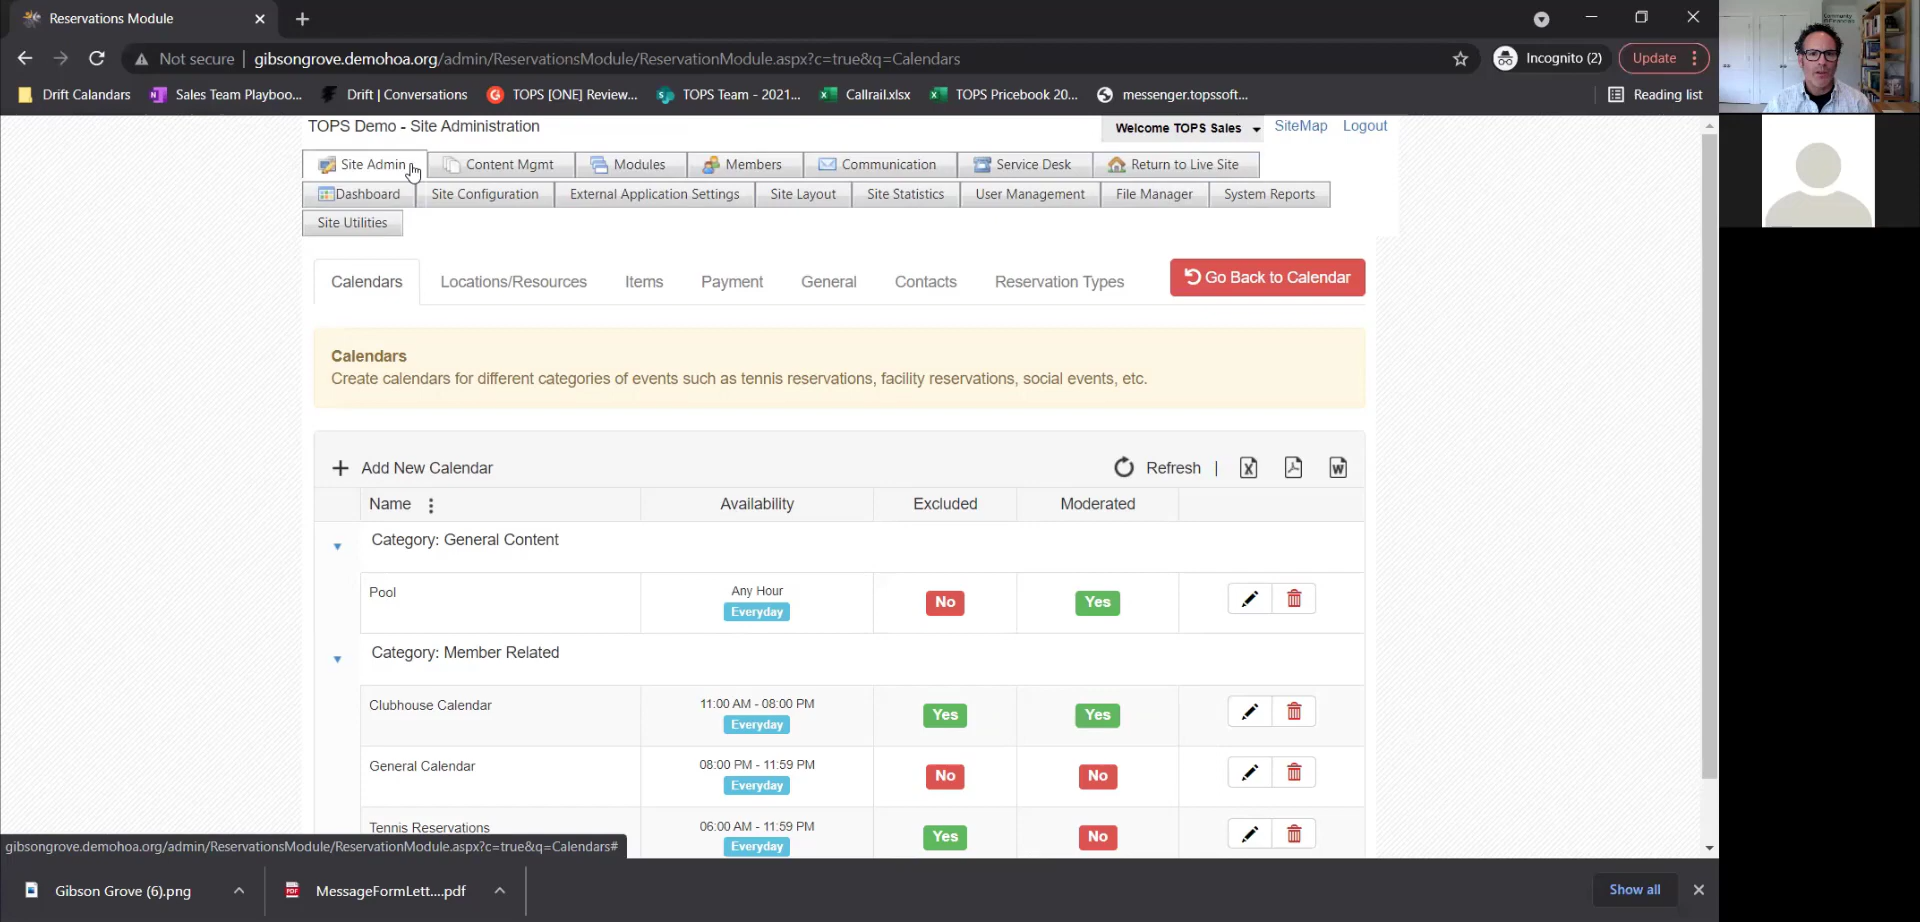 Reservations Module
Not secure gibsongrove.demohoa.org/admin/ReservationsModule/ReservationModule.aspx?c=true&q=Calendars Incognito (2) Update
Drift Calandars Sales Team Playboo... Drift | Conversations TOPS [ONE] Review... TOPS Team - 2021... Callrail.xlsx TOPS Pricebook 20... messenger.topssoft... Reading list
TOPS Demo - Site Administration Welcome TOPS Sales SiteMap Logout
Site Admin Content Mgmt Modules Members Communication Service Desk Return to Live Site
Dashboard Site Configuration External Application Settings Site Layout Site Statistics User Management File Manager System Reports
Site Utilities
Calendars Locations/Resources Items Payment General Contacts Reservation Types Go Back to Calendar
Calendars
Create calendars for different categories of events such as tennis reservations, facility reservations, social events, etc.
Add New Calendar Refresh |
Name Availability Excluded Moderated
Category: General Content
Pool Any Hour No Yes
Everyday
Category: Member Related
Clubhouse Calendar 11:00 AM - 08:00 PM Yes Yes
Everyday
General Calendar 08:00 PM - 11:59 PM No No
Everyday
Tennis Reservations 06:00 AM - 11:59 PM Yes No
Everyday
gibsongrove.demohoa.org/admin/ReservationsModule/ReservationModule.aspx?c=true&q=Calendars#
Gibson Grove (6).png MessageFormLett....pdf Show all